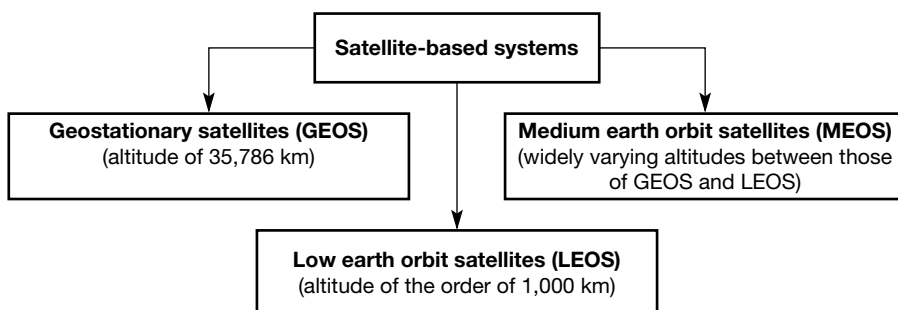 Satellite-based systems
Geostationary satellites (GEOS)
(altitude of 35,786 km)
Medium earth orbit satellites (MEOS)
(widely varying altitudes between those
of GEOS and LEOS)
Low earth orbit satellites (LEOS)
(altitude of the order of 1,000 km)